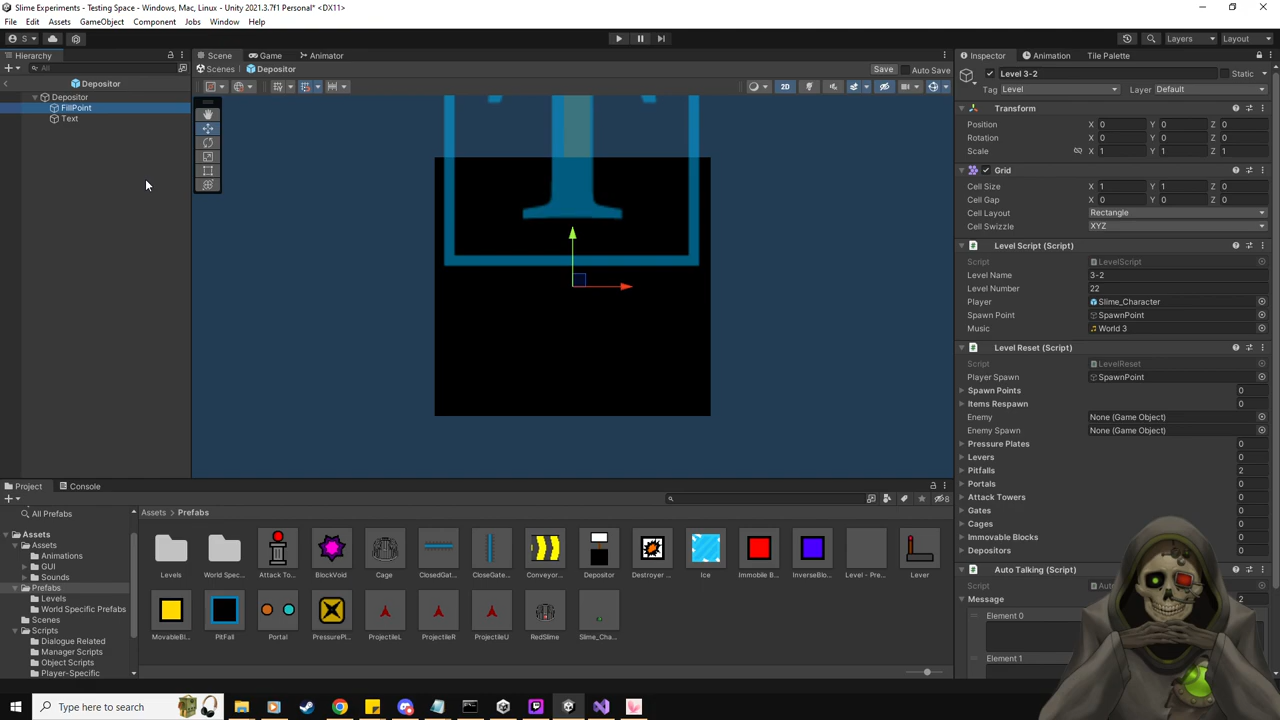 Slime Experiments - Testing Space - Windows, Mac, Linux - Unity 2021.3.7f1 Personal* <DX11>
File Edit Assets GameObject Component Jobs Window Help
S Layers Layout
Hierarchy
All
Depositor
Depositor
FillPoint
Text
Scene Game Animator
Scenes Depositor Save Auto Save
2D
Inspector Animation Tile Palette
Level 3-2 Static
Tag Level Layer Default
Transform
Position X 0 Y 0 Z 0
Rotation X 0 Y 0 Z 0
Scale X 1 Y 1 Z 1
Grid
Cell Size X 1 Y 1 Z 0
Cell Gap X 0 Y 0 Z 0
Cell Layout Rectangle
Cell Swizzle XYZ
Level Script (Script)
Script LevelScript
Level Name 3-2
Level Number 22
Player Slime_Character
Spawn Point SpawnPoint
Music World 3
Level Reset (Script)
Script LevelReset
Player Spawn SpawnPoint
Spawn Points 0
Items Respawn 0
Enemy None (Game Object)
Enemy Spawn None (Game Object)
Pressure Plates 0
Levers 0
Pitfalls 2
Portals 0
Attack Towers 0
Gates 0
Cages 0
Immovable Blocks 0
Depositors 0
Auto Talking (Script)
Script
Message 2
Element 0
Element 1
Project Console
8
All Prefabs
Assets
Assets
Animations
GUI
Sounds
Prefabs
Levels
World Specific Prefabs
Scenes
Scripts
Dialogue Related
Manager Scripts
Object Scripts
Player-Specific
Assets > Prefabs
Levels World Spec... Attack To... BlockVoid Cage ClosedGat... CloseGate... Conveyor... Depositor Destroyer ... Ice Immobile B... InverseBlo... Level - Pre... Lever
MovableBl... PitFall Portal PressurePl... ProjectileL ProjectileR ProjectileU RedSlime Slime_Cha...
Type here to search